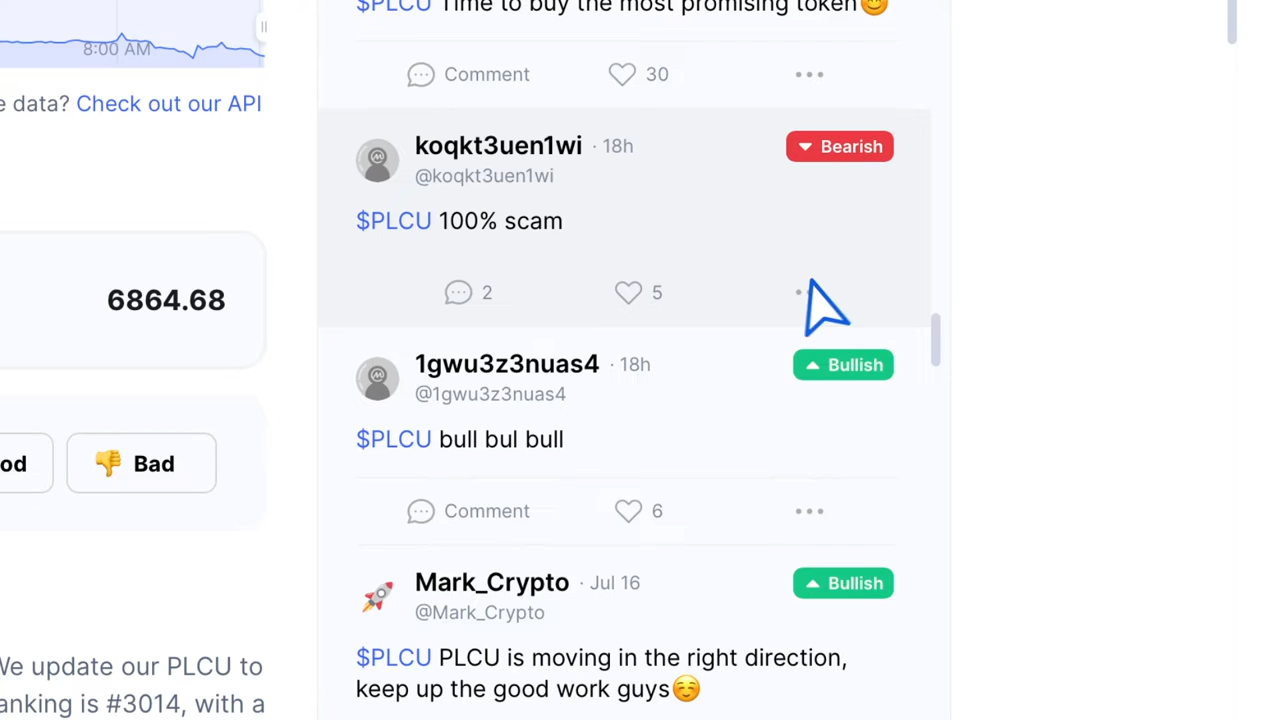 $PLCU Time to buy the most promising token😊
8:00 AM
Comment
30
e data? Check out our API
koqkt3uen1wi · 18h
Bearish
@koqkt3uen1wi
$PLCU 100% scam
2
5
6864.68
1gwu3z3nuas4 · 18h
Bullish
@1gwu3z3nuas4
$PLCU bull bul bull
od
👎 Bad
Comment
6
Mark_Crypto · Jul 16
Bullish
@Mark_Crypto
$PLCU PLCU is moving in the right direction,
keep up the good work guys☺️
We update our PLCU to
anking is #3014, with a